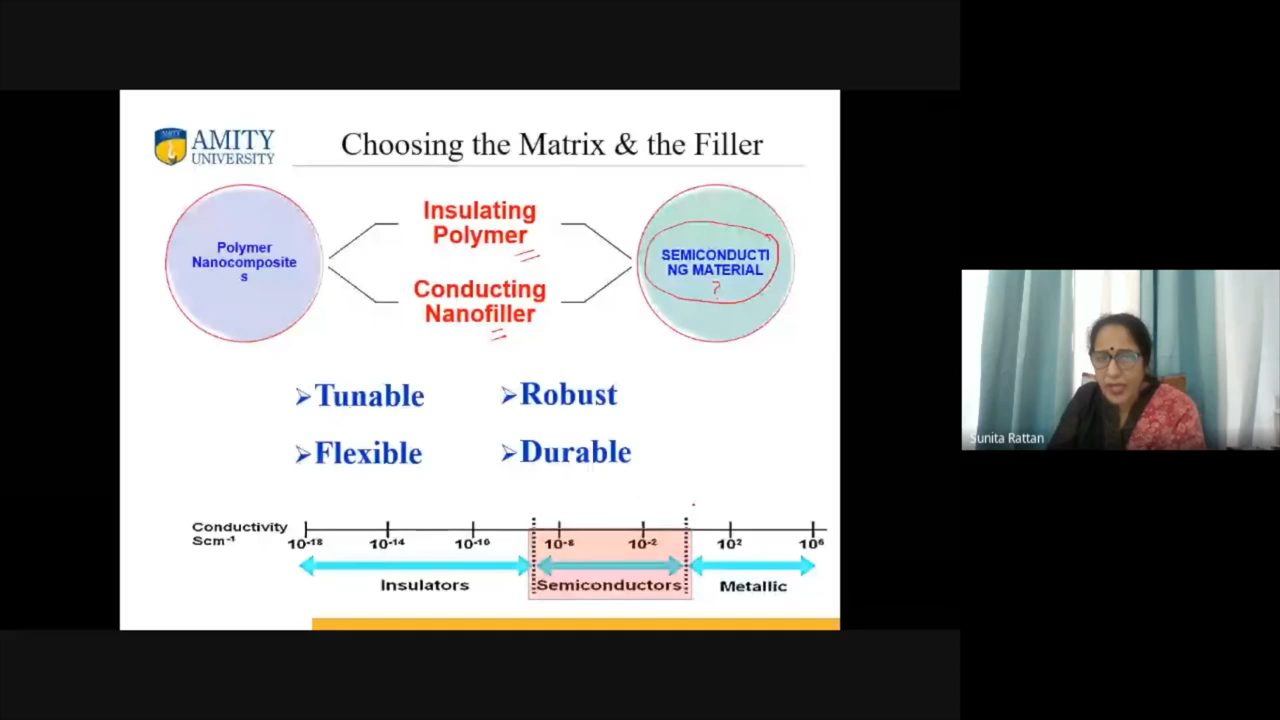 AMITY
UNIVERSITY
Choosing the Matrix & the Filler
Polymer
Nanocomposite
s
Insulating
Polymer
Conducting
Nanofiller
SEMICONDUCTI
NG MATERIAL
?
➢Tunable
➢Robust
➢Flexible
➢Durable
Conductivity
Scm⁻¹
10⁻¹⁸ 10⁻¹⁴ 10⁻¹⁰ 10⁻⁶ 10⁻² 10² 10⁶
Insulators
Semiconductors
Metallic
Sunita Rattan